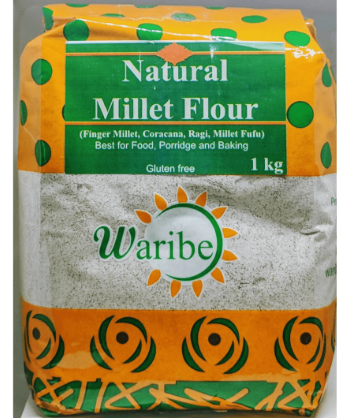 Natural
Millet Flour
(Finger Millet, Coracana, Ragi, Millet Fufu)
Best for Food, Porridge and Baking
Gluten free
1 kg
Waribe